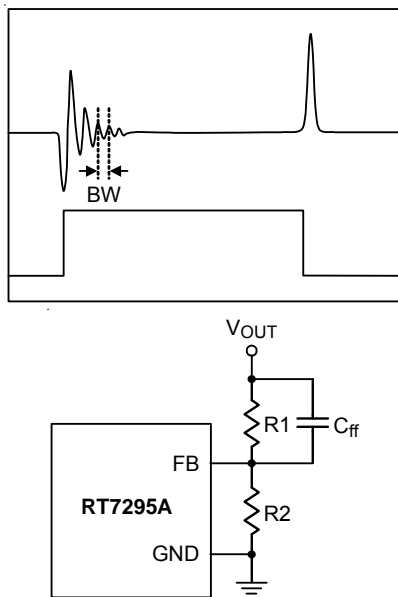 BW
VOUT
R1
Cff
FB
RT7295A
R2
GND